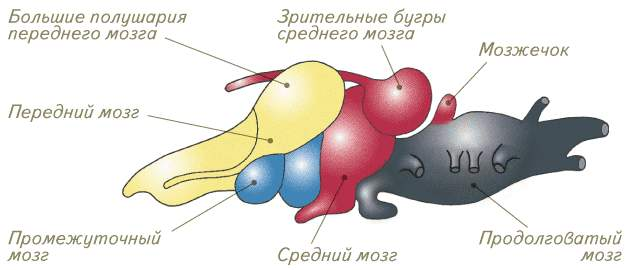 Большие полушария
переднего мозга
Зрительные бугры
среднего мозга
Мозжечок
Передний мозг
Промежуточный
мозг
Средний мозг
Продолговатый
мозг